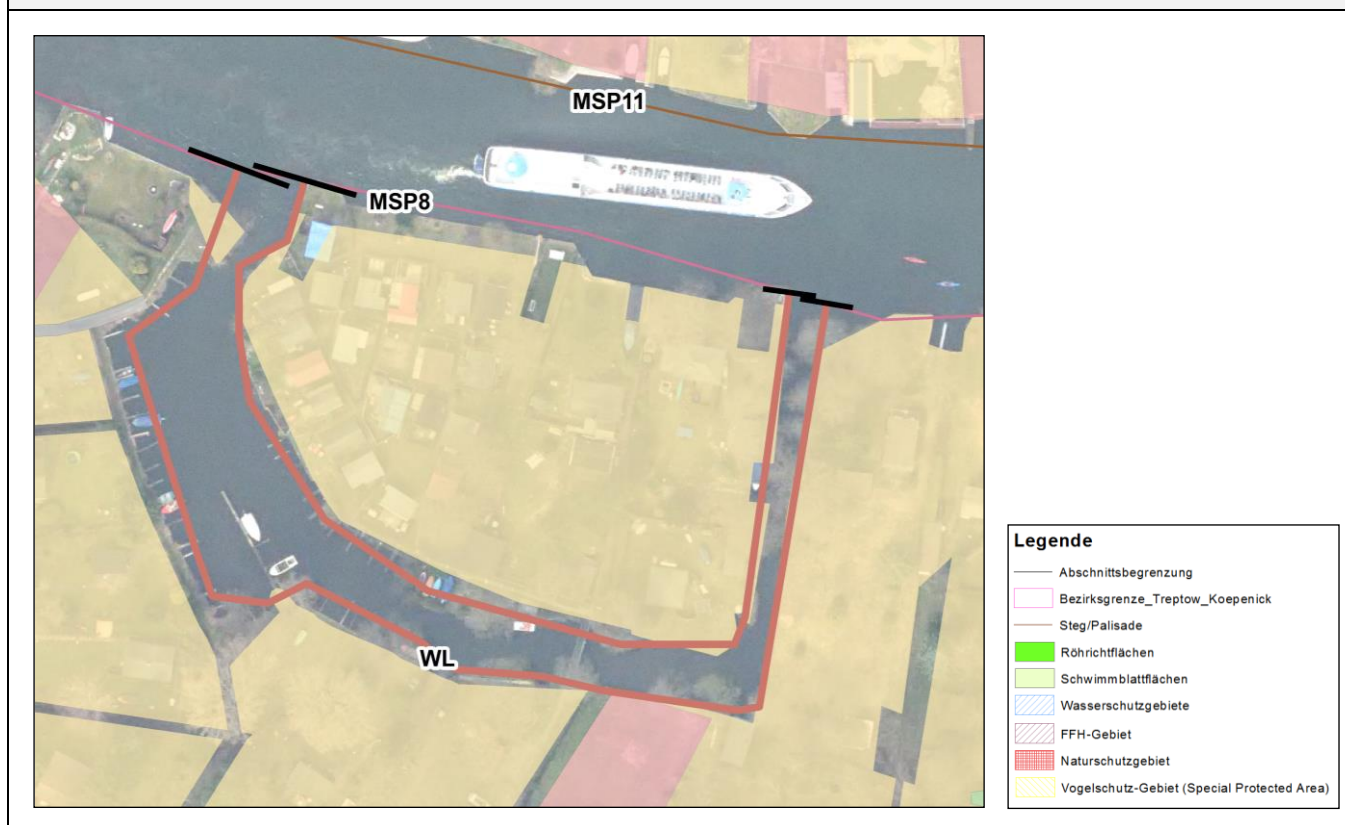 MSP11
MSP8
WL
Legende
Abschnittsbegrenzung
Bezirksgrenze_Treptow_Koepenick
Steg/Palisade
Röhrichtflächen
Schwimmblattflächen
Wasserschutzgebiete
FFH-Gebiet
Naturschutzgebiet
Vogelschutz-Gebiet (Special Protected Area)